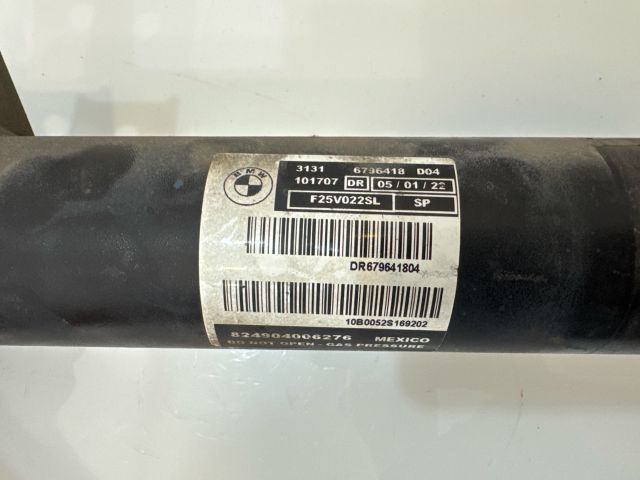 BMW
3131 6796418 D04
101707 DR 05/01/22
F25V022SL SP
DR679641804
10B0052S169202
824904006276 MEXICO
DO NOT OPEN - GAS PRESSURE